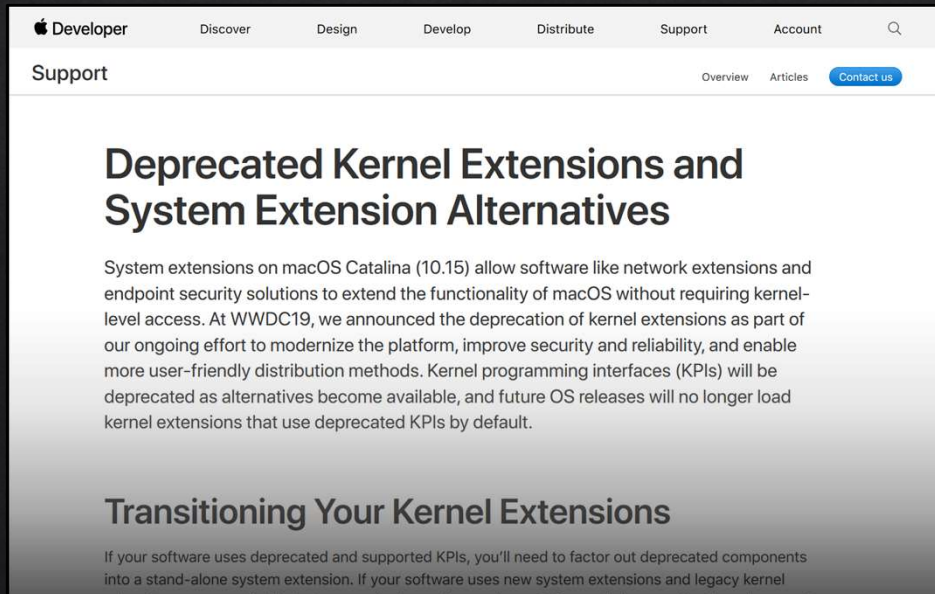 Developer
Discover
Design
Develop
Distribute
Support
Account
Support
Overview
Articles
Contact us
Deprecated Kernel Extensions and
System Extension Alternatives
System extensions on macOS Catalina (10.15) allow software like network extensions and
endpoint security solutions to extend the functionality of macOS without requiring kernel-
level access. At WWDC19, we announced the deprecation of kernel extensions as part of
our ongoing effort to modernize the platform, improve security and reliability, and enable
more user-friendly distribution methods. Kernel programming interfaces (KPIs) will be
deprecated as alternatives become available, and future OS releases will no longer load
kernel extensions that use deprecated KPIs by default.
Transitioning Your Kernel Extensions
If your software uses deprecated and supported KPIs, you'll need to factor out deprecated components
into a stand-alone system extension. If your software uses new system extensions and legacy kernel